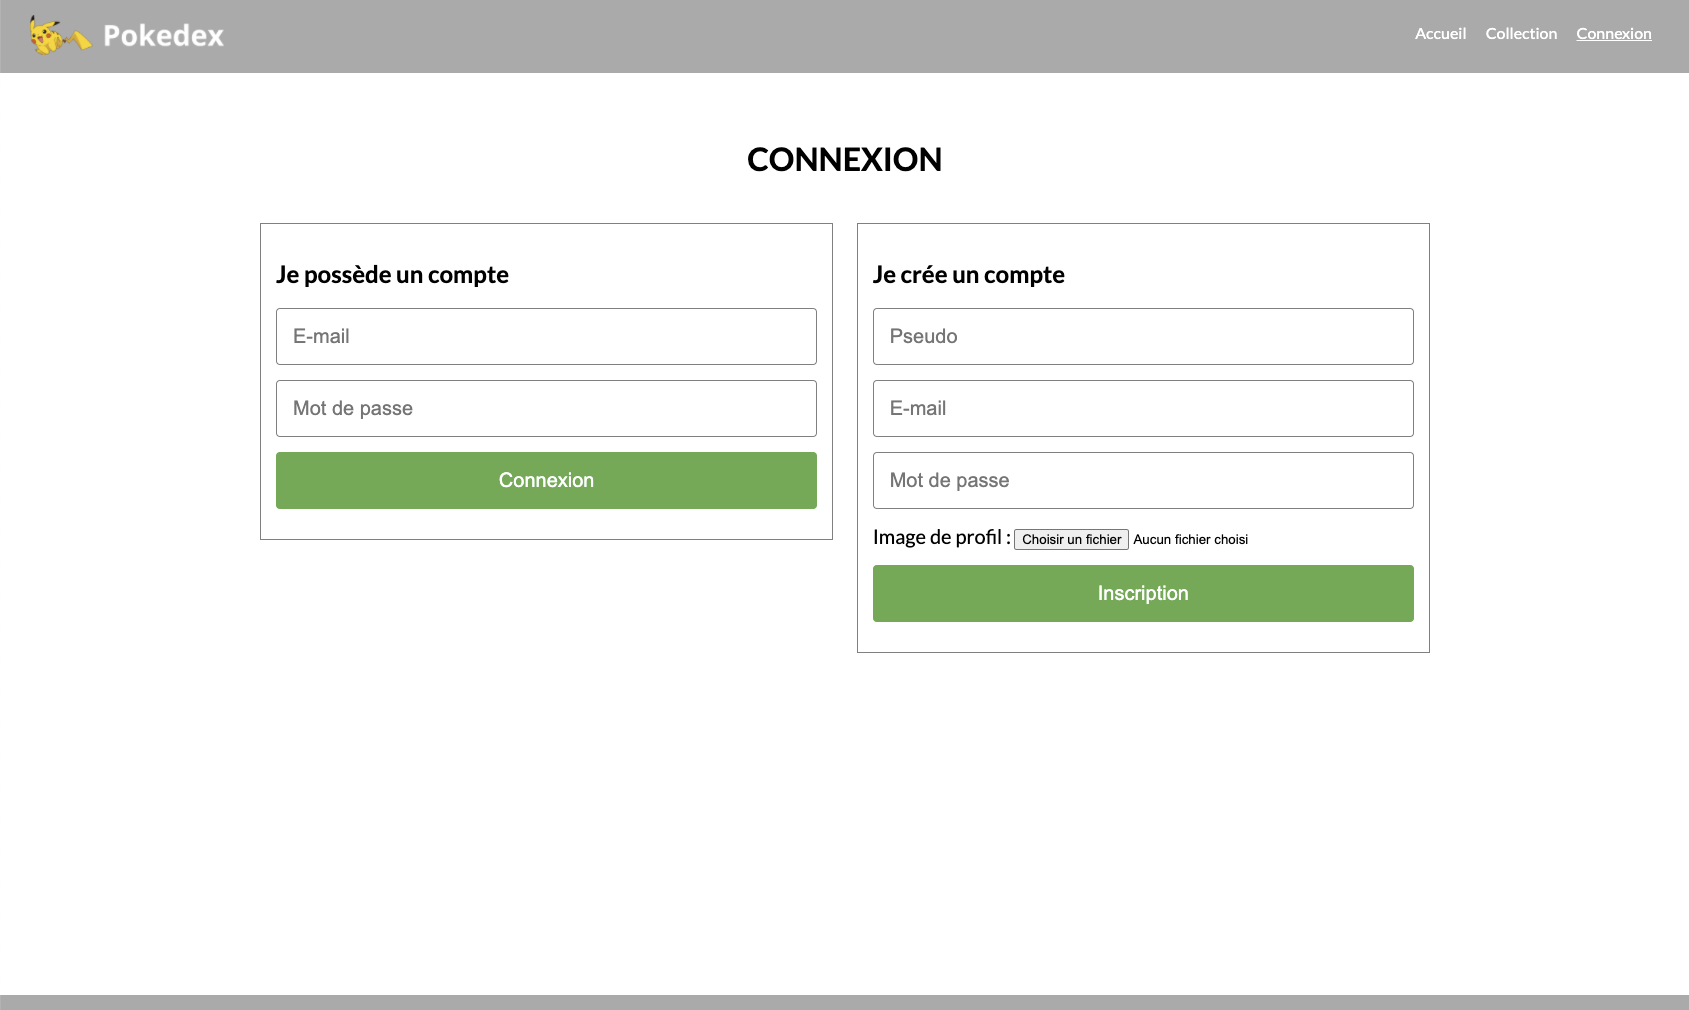 Pokedex
Accueil Collection Connexion
CONNEXION
Je possède un compte
E-mail
Mot de passe
Connexion
Je crée un compte
Pseudo
E-mail
Mot de passe
Image de profil : Choisir un fichier Aucun fichier choisi
Inscription